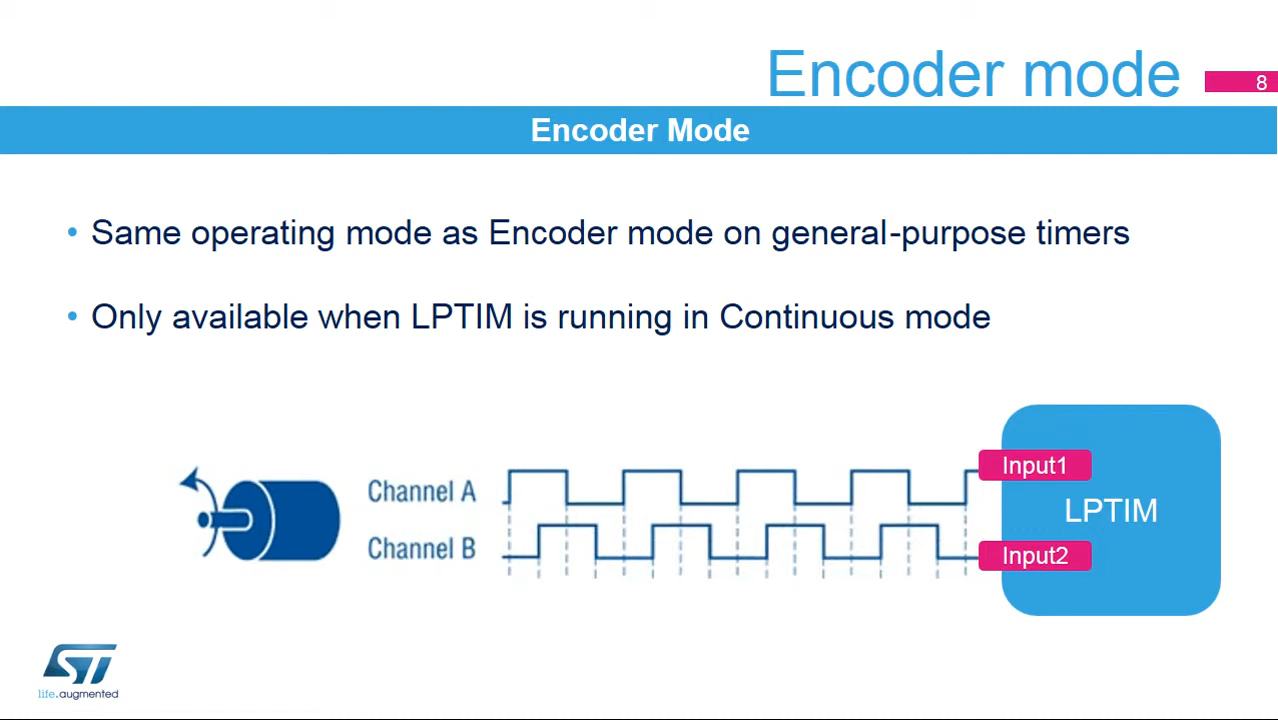 Encoder mode
8
Encoder Mode
• Same operating mode as Encoder mode on general-purpose timers
• Only available when LPTIM is running in Continuous mode
Channel A
Channel B
Input1
LPTIM
Input2
ST
life.augmented